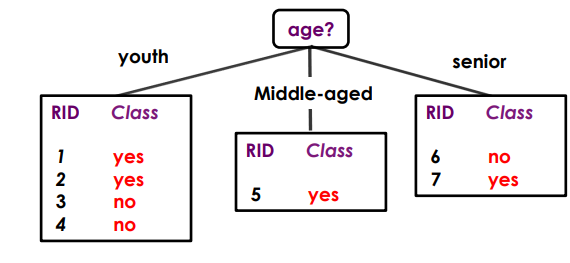 age?
youth
Middle-aged
senior
RID Class
1 yes
2 yes
3 no
4 no
RID Class
5 yes
RID Class
6 no
7 yes